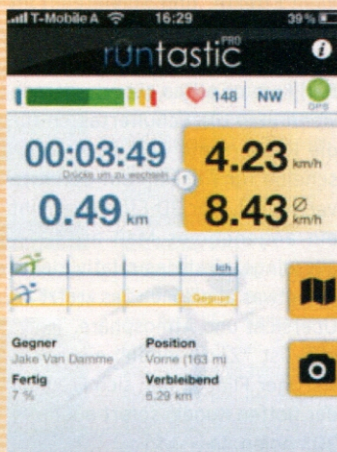 T-Mobile A 16:29 39%
runtastic PRO
148 NW
GPS
00:03:49 4.23 km/h
Drücke um zu wechseln
0.49 km 8.43 Ø km/h
Ich
Gegner
Gegner Position
Jake Van Damme Vorne (163 m)
Fertig Verbleibend
7 % 6.29 km